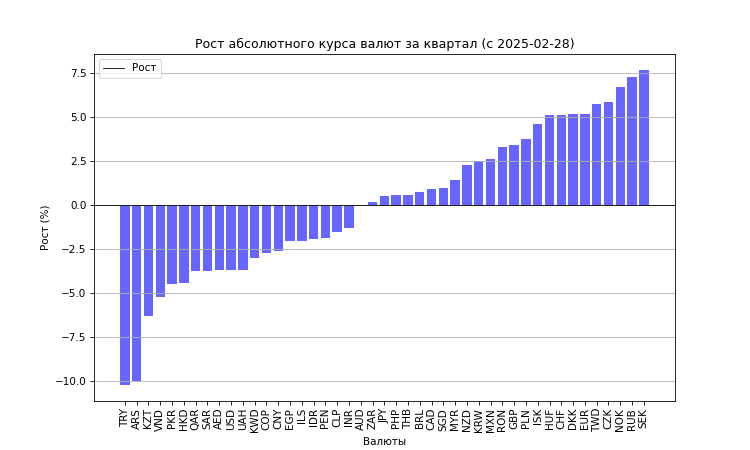 Рост абсолютного курса валют за квартал (с 2025-02-28)
Рост
7.5
5.0
2.5
0.0
−2.5
−5.0
−7.5
−10.0
Рост (%)
TRY ARS KZT VND PKR HKD QAR SAR AED USD UAH KWD COP CNY EGP ILS IDR PEN CLP INR AUD ZAR JPY PHP THB BRL CAD SGD MYR NZD KRW MXN RON GBP PLN ISK HUF CHF DKK EUR TWD CZK NOK RUB SEK
Валюты